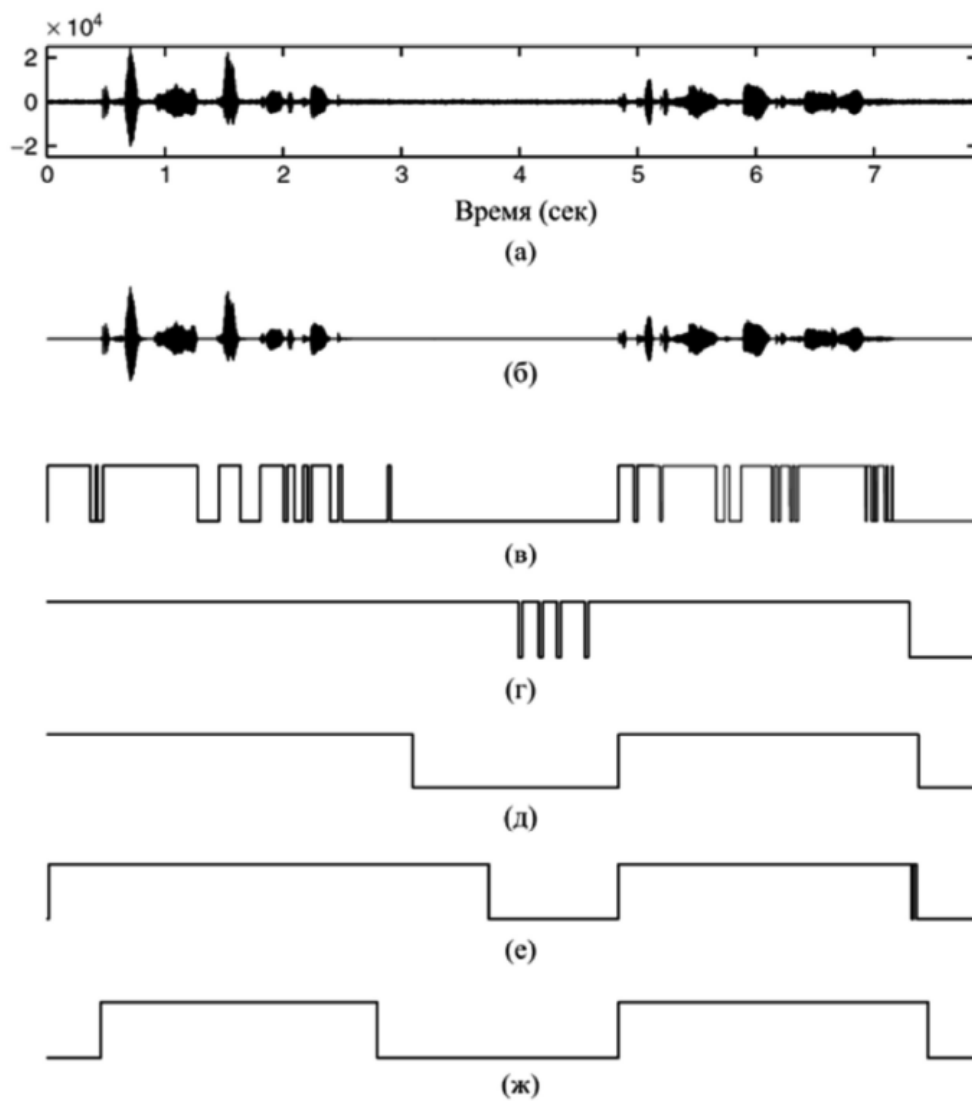 × 10⁴
2
0
−2
0 1 2 3 4 5 6 7
Время (сек)
(а)
(б)
(в)
(г)
(д)
(е)
(ж)